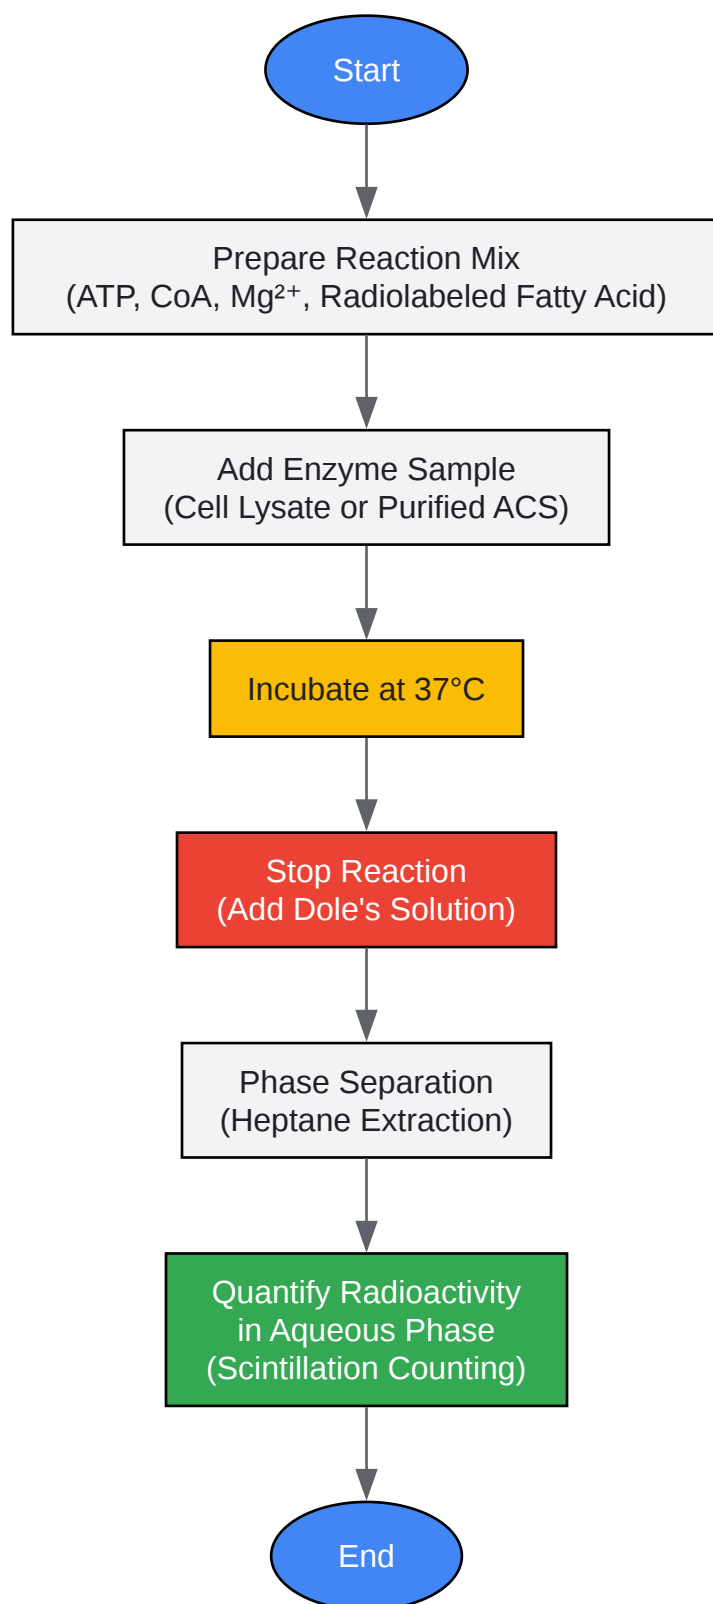 Start
Prepare Reaction Mix
(ATP, CoA, Mg²⁺, Radiolabeled Fatty Acid)
Add Enzyme Sample
(Cell Lysate or Purified ACS)
Incubate at 37°C
Stop Reaction
(Add Dole's Solution)
Phase Separation
(Heptane Extraction)
Quantify Radioactivity
in Aqueous Phase
(Scintillation Counting)
End